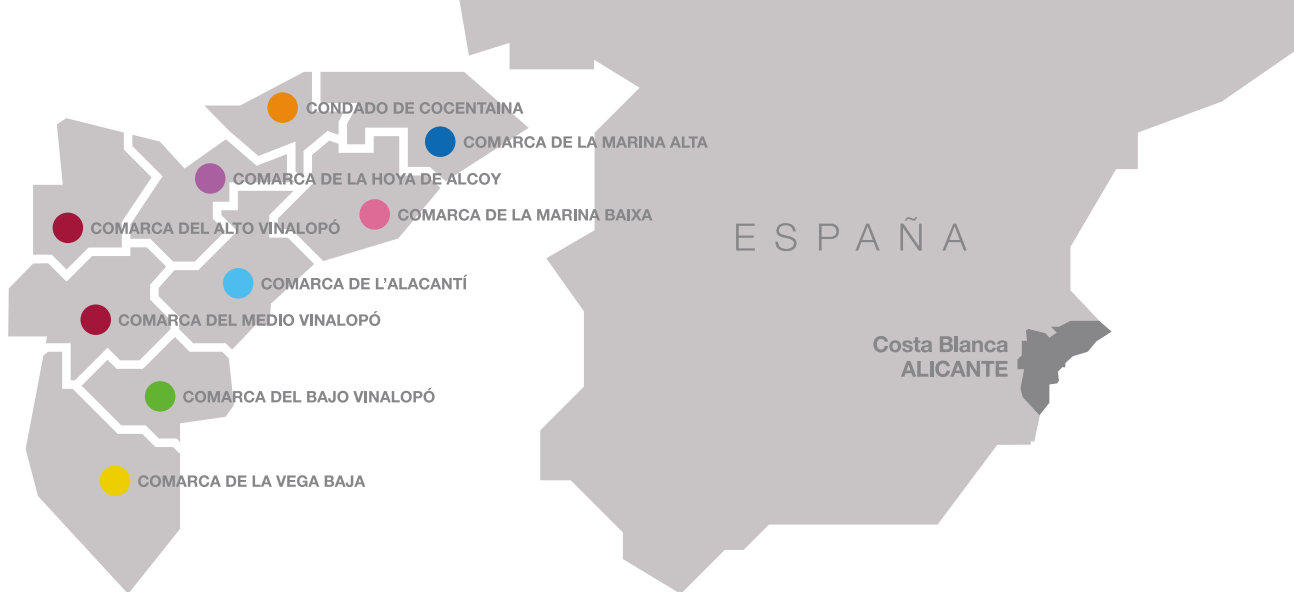 CONDADO DE COCENTAINA
COMARCA DE LA MARINA ALTA
COMARCA DE LA HOYA DE ALCOY
COMARCA DE LA MARINA BAIXA
COMARCA DEL ALTO VINALOPÓ
COMARCA DE L'ALACANTÍ
COMARCA DEL MEDIO VINALOPÓ
COMARCA DEL BAJO VINALOPÓ
COMARCA DE LA VEGA BAJA
ESPAÑA
Costa Blanca
ALICANTE